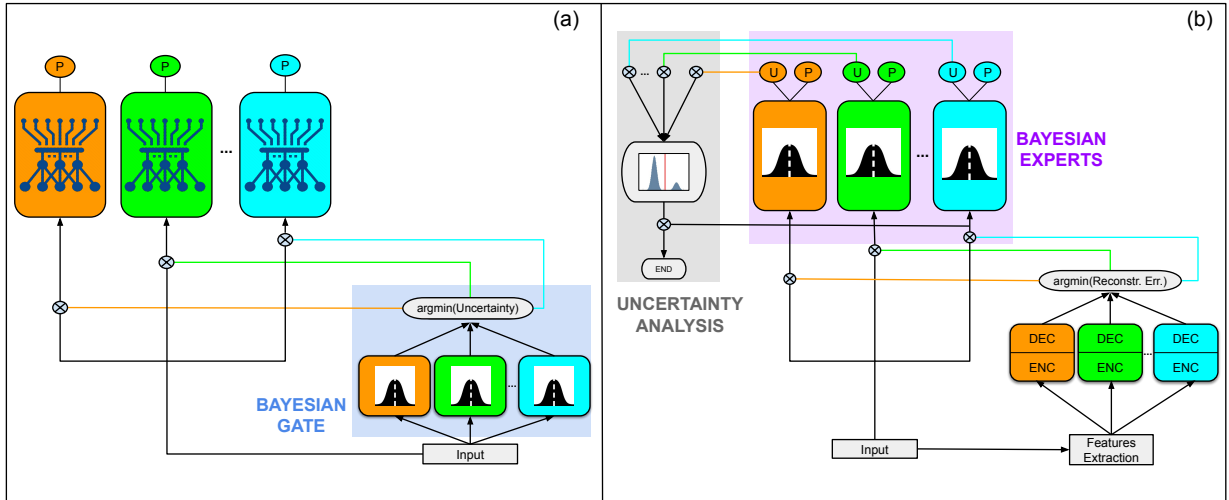 (a)
P
P
P
...
argmin(Uncertainty)
...
BAYESIAN
GATE
Input
(b)
...
U
P
U
P
U
P
...
BAYESIAN
EXPERTS
END
UNCERTAINTY
ANALYSIS
argmin(Reconstr. Err.)
DEC
DEC
DEC
...
ENC
ENC
ENC
Input
Features
Extraction